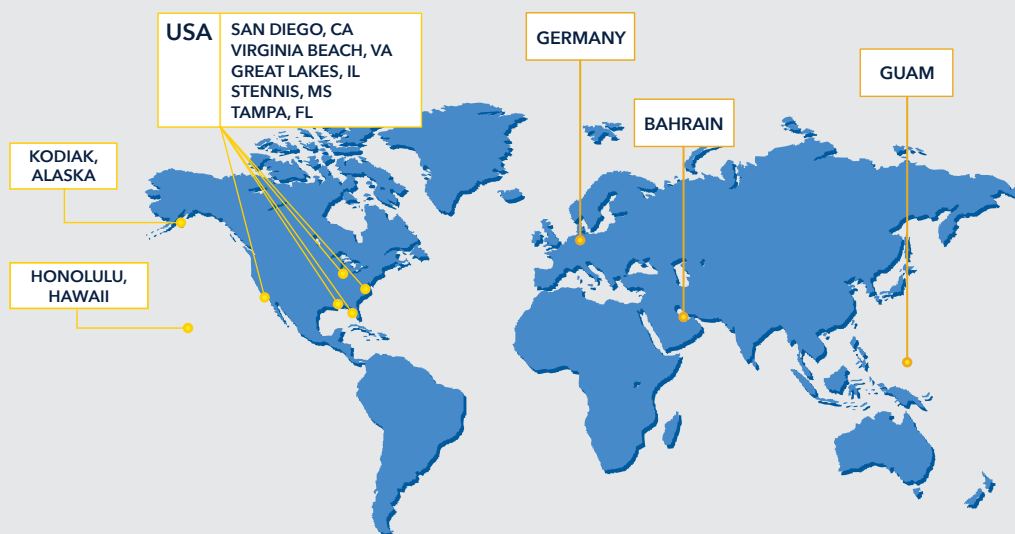 USA
SAN DIEGO, CA
VIRGINIA BEACH, VA
GREAT LAKES, IL
STENNIS, MS
TAMPA, FL
GERMANY
GUAM
BAHRAIN
KODIAK,
ALASKA
HONOLULU,
HAWAII